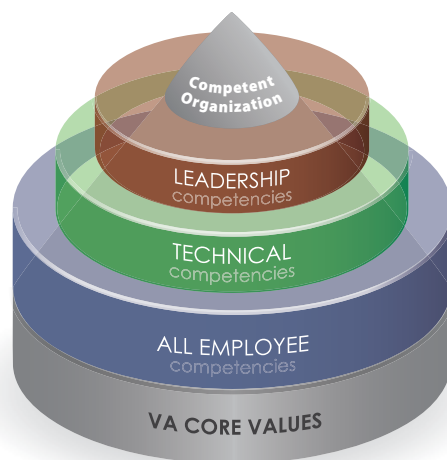 Competent
Organization
LEADERSHIP
competencies
TECHNICAL
competencies
ALL EMPLOYEE
competencies
VA CORE VALUES